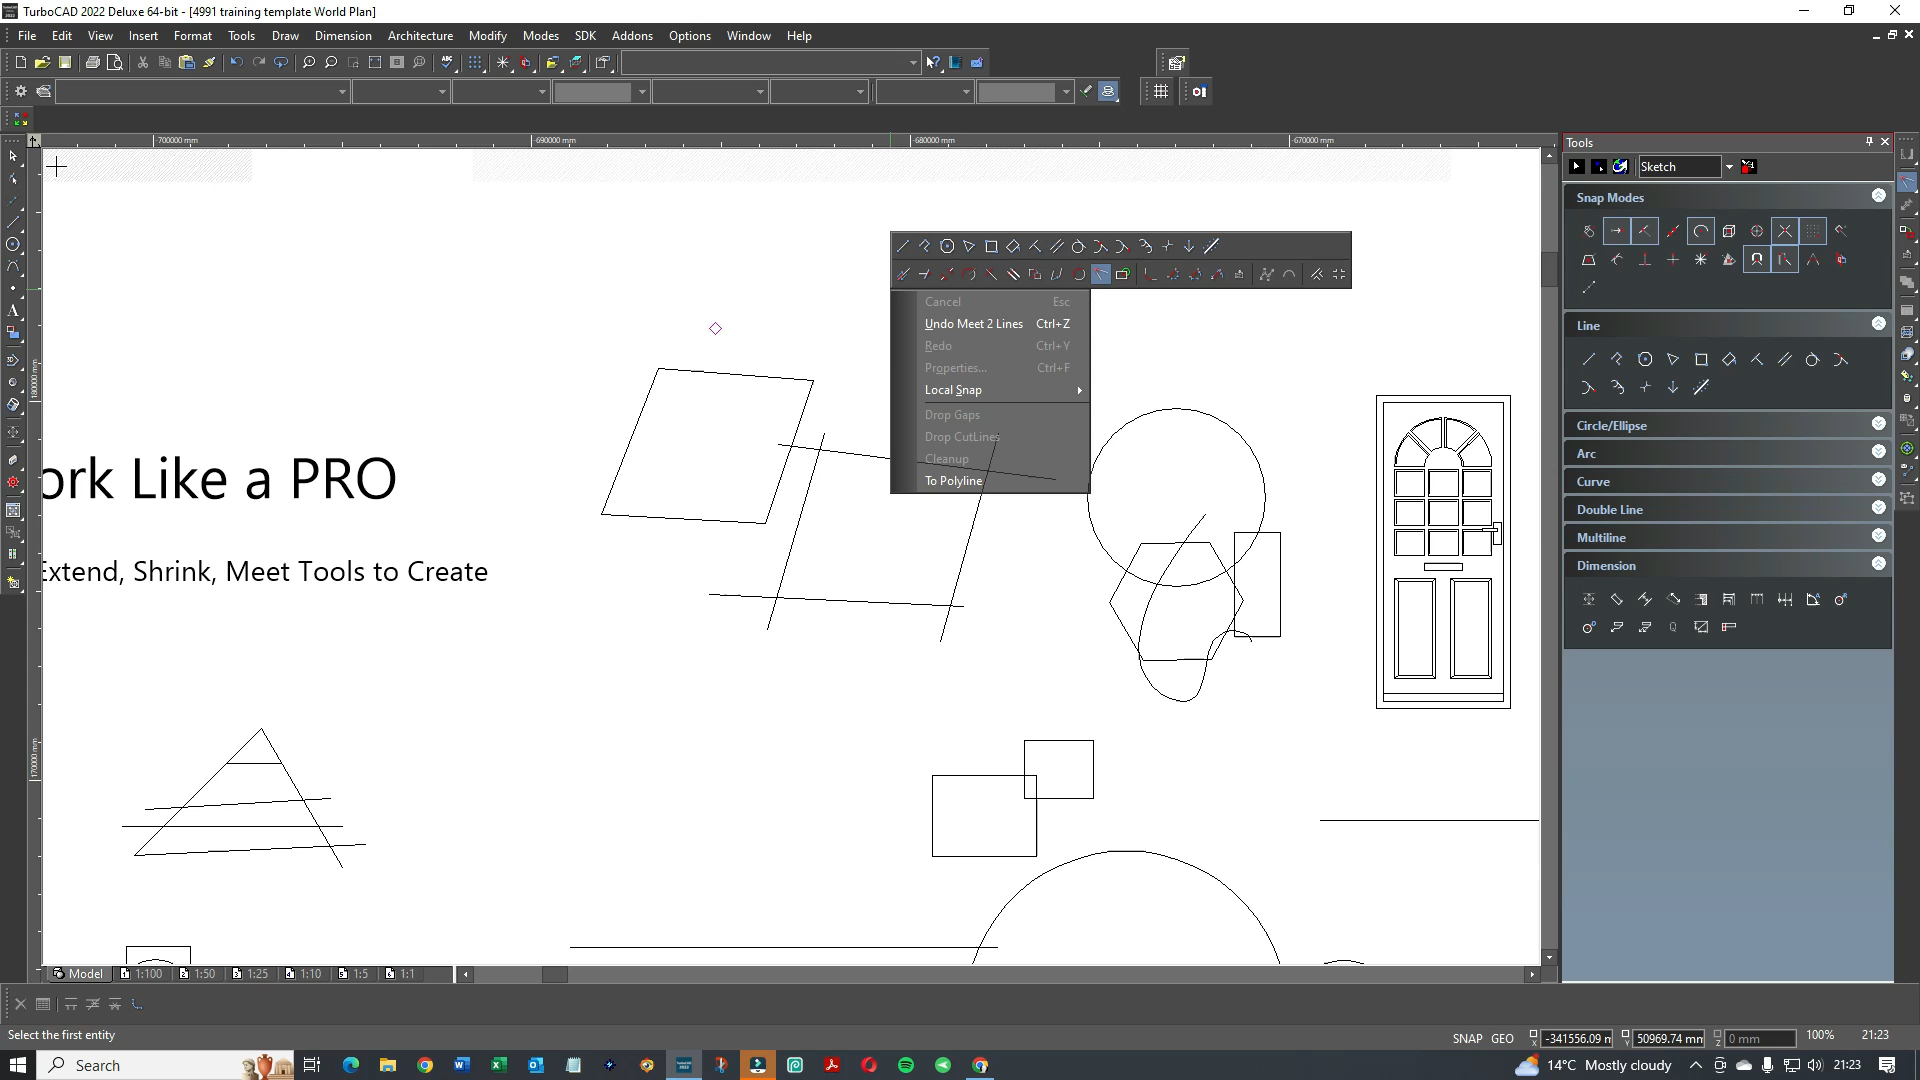 TurboCAD 2022 Deluxe 64-bit - [4991 training template World Plan]
File Edit View Insert Format Tools Draw Dimension Architecture Modify Modes SDK Addons Options Window Help
-700000 mm -690000 mm -680000 mm -670000 mm
Tools
Sketch
Snap Modes
Cancel Esc
Undo Meet 2 Lines Ctrl+Z
Redo Ctrl+Y
Properties... Ctrl+F
Local Snap
Drop Gaps
Drop CutLines
Cleanup
To Polyline
Line
Circle/Ellipse
Arc
Curve
Double Line
Multiline
Dimension
180000 mm
ork Like a PRO
Extend, Shrink, Meet Tools to Create
170000 mm
Model 1:100 1:50 1:25 1:10 1:5 1:1
Select the first entity
SNAP GEO -341556.09 50969.74 mm 0 mm 100% 21:23
Search
14°C Mostly cloudy 21:23